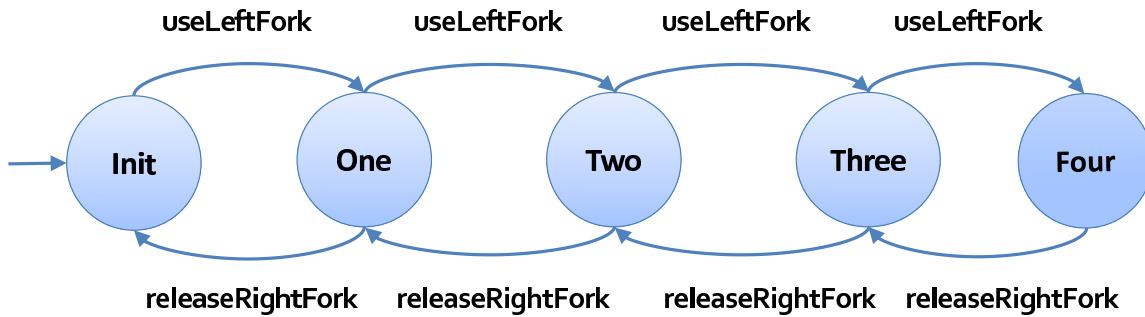 useLeftFork useLeftFork useLeftFork useLeftFork
Init One Two Three Four
releaseRightFork releaseRightFork releaseRightFork releaseRightFork